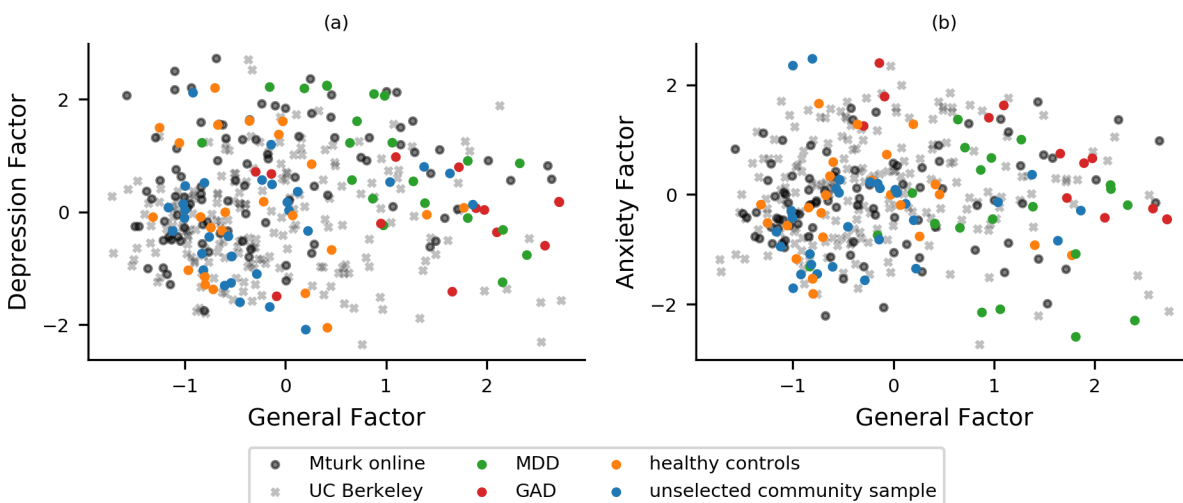 (a)
(b)
Depression Factor
2
0
−2
−1
0
1
2
General Factor
Anxiety Factor
2
0
−2
−1
0
1
2
General Factor
Mturk online
MDD
healthy controls
UC Berkeley
GAD
unselected community sample